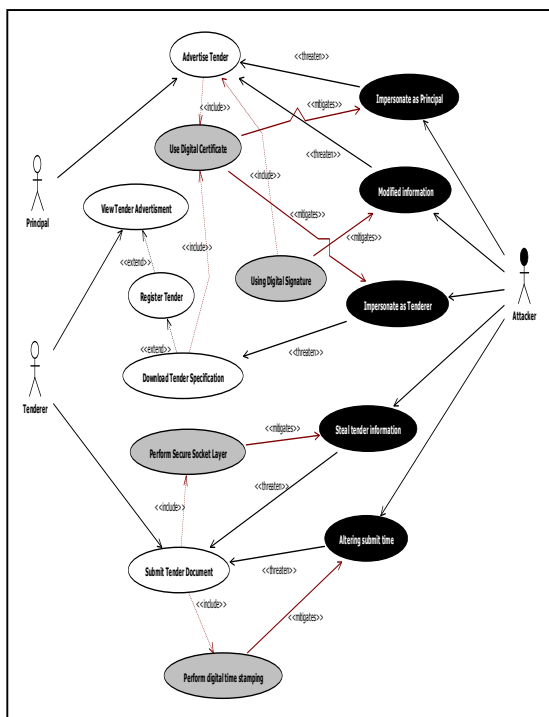 Advertise Tender
<<threaten>>
Impersonate as Principal
<<include>>
<<mitigates>>
Use Digital Certificate
<<threaten>>
Principal
View Tender Advertisment
<<include>>
Modified information
<<mitigates>>
<<include>>
<<mitigates>>
<<extend>>
Using Digital Signature
Register Tender
Impersonate as Tenderer
Attacker
<<extend>>
<<threaten>>
Download Tender Specification
Tenderer
<<mitigates>>
Steal tender information
Perform Secure Socket Layer
<<threaten>>
<<include>>
Altering submit time
Submit Tender Document
<<threaten>>
<<include>>
<<mitigates>>
Perform digital time stamping